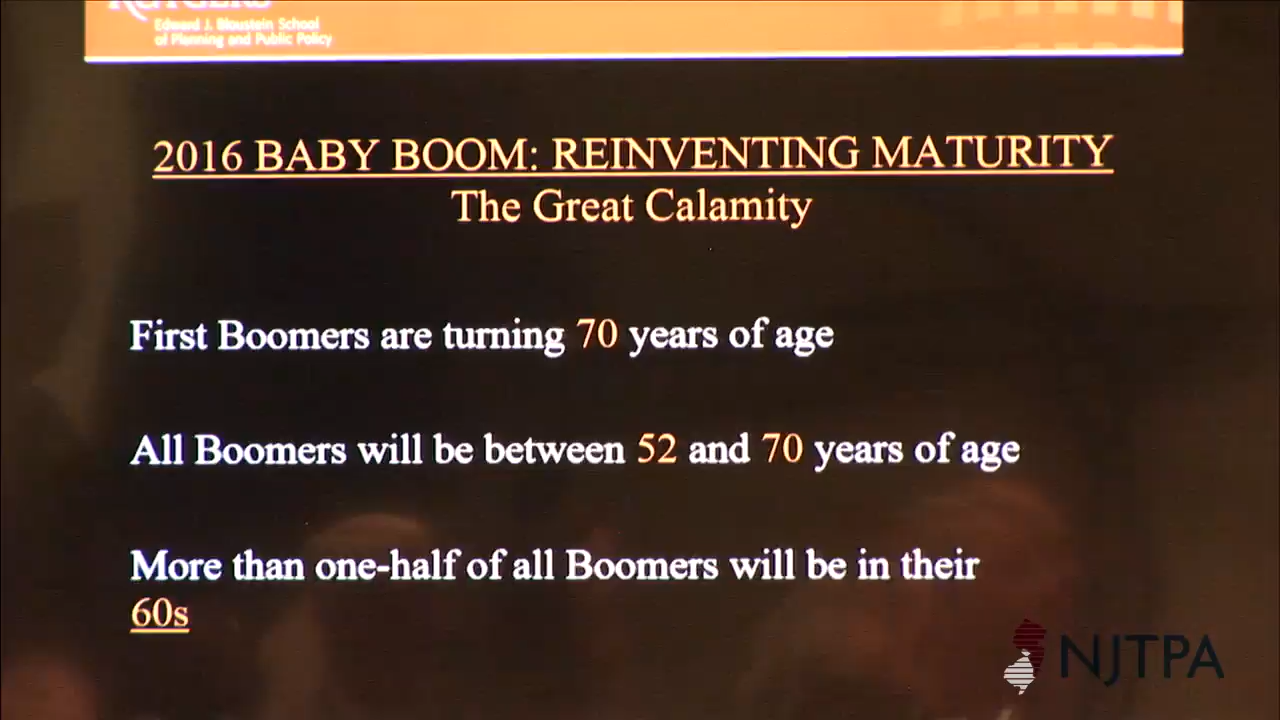 RUTGERS
Edward J. Bloustein School
of Planning and Public Policy
2016 BABY BOOM: REINVENTING MATURITY
The Great Calamity
First Boomers are turning 70 years of age
All Boomers will be between 52 and 70 years of age
More than one-half of all Boomers will be in their
60s
NJTPA